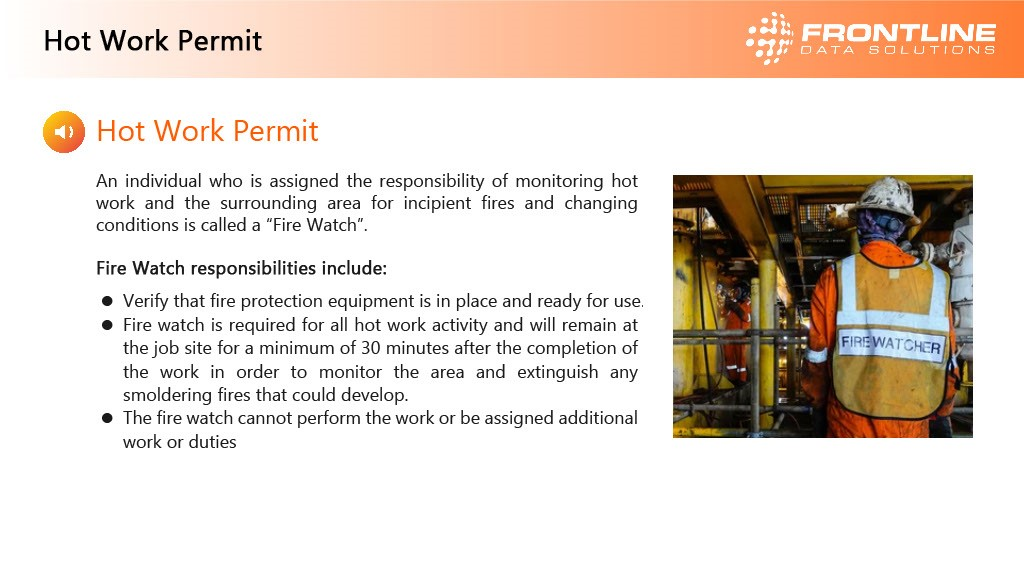 Hot Work Permit
FRONTLINE
DATA SOLUTIONS
Hot Work Permit
An individual who is assigned the responsibility of monitoring hot
work and the surrounding area for incipient fires and changing
conditions is called a “Fire Watch”.
Fire Watch responsibilities include:
● Verify that fire protection equipment is in place and ready for use.
● Fire watch is required for all hot work activity and will remain at
the job site for a minimum of 30 minutes after the completion of
the work in order to monitor the area and extinguish any
smoldering fires that could develop.
● The fire watch cannot perform the work or be assigned additional
work or duties
FIRE WATCHER